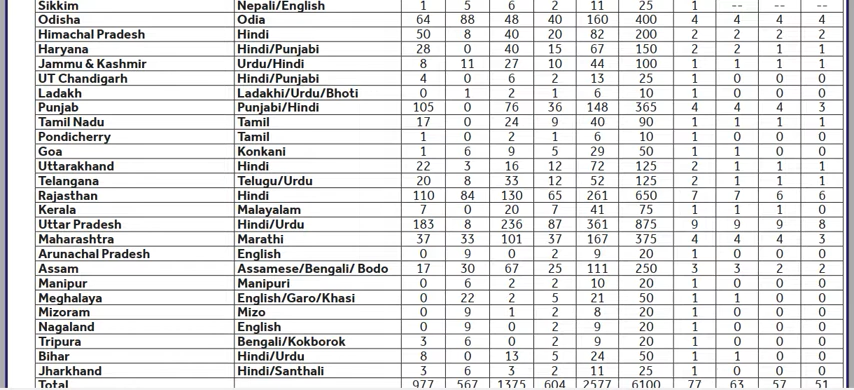 Sikkim Nepali/English 1 5 6 2 11 25 1 -- -- --
Odisha Odia 64 88 48 40 160 400 4 4 4 4
Himachal Pradesh Hindi 50 8 40 20 82 200 2 2 2 2
Haryana Hindi/Punjabi 28 0 40 15 67 150 2 2 1 1
Jammu & Kashmir Urdu/Hindi 8 11 27 10 44 100 1 1 1 1
UT Chandigarh Hindi/Punjabi 4 0 6 2 13 25 1 0 0 0
Ladakh Ladakhi/Urdu/Bhoti 0 1 2 1 6 10 1 0 0 0
Punjab Punjabi/Hindi 105 0 76 36 148 365 4 4 4 3
Tamil Nadu Tamil 17 0 24 9 40 90 1 1 1 1
Pondicherry Tamil 1 0 2 1 6 10 1 0 0 0
Goa Konkani 1 6 9 5 29 50 1 1 0 0
Uttarakhand Hindi 22 3 16 12 72 125 2 1 1 1
Telangana Telugu/Urdu 20 8 33 12 52 125 2 1 1 1
Rajasthan Hindi 110 84 130 65 261 650 7 7 6 6
Kerala Malayalam 7 0 20 7 41 75 1 1 1 0
Uttar Pradesh Hindi/Urdu 183 8 236 87 361 875 9 9 9 8
Maharashtra Marathi 37 33 101 37 167 375 4 4 4 3
Arunachal Pradesh English 0 9 0 2 9 20 1 0 0 0
Assam Assamese/Bengali/ Bodo 17 30 67 25 111 250 3 3 2 2
Manipur Manipuri 0 6 2 2 10 20 1 0 0 0
Meghalaya English/Garo/Khasi 0 22 2 5 21 50 1 1 0 0
Mizoram Mizo 0 9 1 2 8 20 1 0 0 0
Nagaland English 0 9 0 2 9 20 1 0 0 0
Tripura Bengali/Kokborok 3 6 0 2 9 20 1 0 0 0
Bihar Hindi/Urdu 8 0 13 5 24 50 1 1 0 0
Jharkhand Hindi/Santhali 3 6 3 2 11 25 1 0 0 0
Total 977 567 1375 604 2577 6100 77 63 57 51